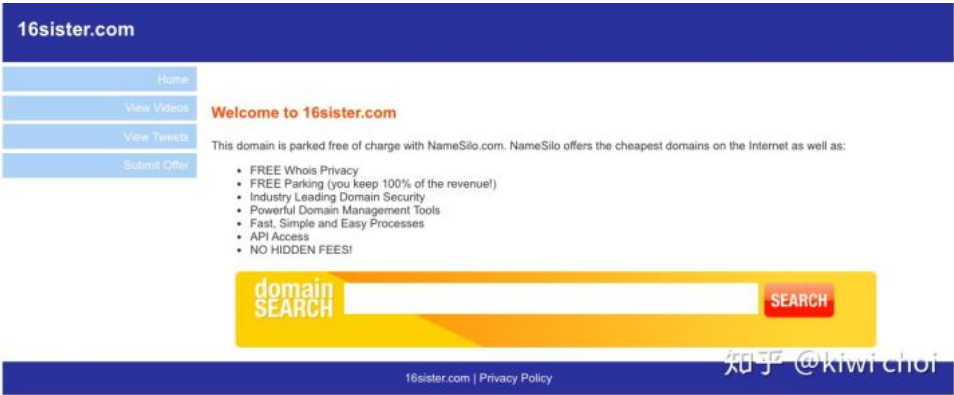 16sister.com
Home
View Videos
View Tweets
Submit Offer
Welcome to 16sister.com
This domain is parked free of charge with NameSilo.com. NameSilo offers the cheapest domains on the Internet as well as:
• FREE Whois Privacy
• FREE Parking (you keep 100% of the revenue!)
• Industry Leading Domain Security
• Powerful Domain Management Tools
• Fast, Simple and Easy Processes
• API Access
• NO HIDDEN FEES!
domain
SEARCH
SEARCH
16sister.com | Privacy Policy
知乎 @kiwi choi